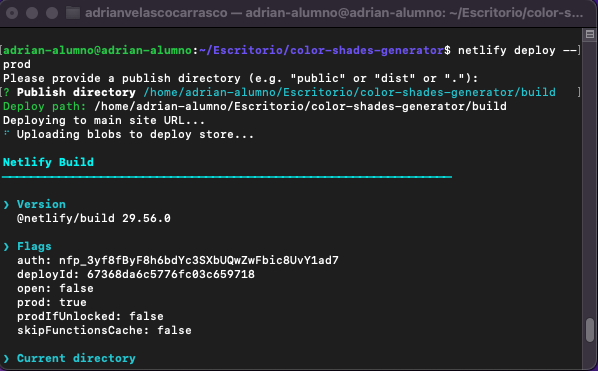 adrianvelascocarrasco — adrian-alumno@adrian-alumno: ~/Escritorio/color-s...
[adrian-alumno@adrian-alumno:~/Escritorio/color-shades-generator$ netlify deploy --]
prod
Please provide a publish directory (e.g. "public" or "dist" or "."):
[? Publish directory /home/adrian-alumno/Escritorio/color-shades-generator/build ]
Deploy path: /home/adrian-alumno/Escritorio/color-shades-generator/build
Deploying to main site URL...
Uploading blobs to deploy store...
Netlify Build
❯ Version
@netlify/build 29.56.0
❯ Flags
auth: nfp_3yf8fByF8h6bdYc3SXbUQwZwFbic8UvY1ad7
deployId: 67368da6c5776fc03c659718
open: false
prod: true
prodIfUnlocked: false
skipFunctionsCache: false
❯ Current directory